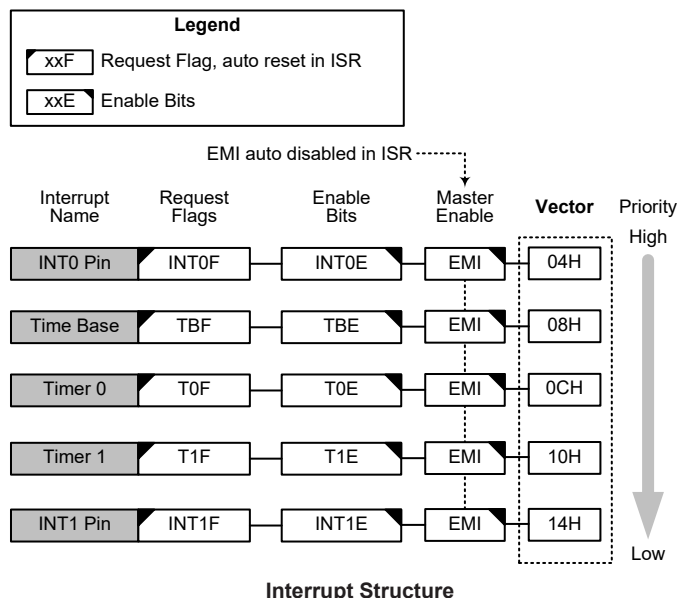 Legend
xxF Request Flag, auto reset in ISR
xxE Enable Bits
EMI auto disabled in ISR
Interrupt Name Request Flags Enable Bits Master Enable Vector Priority
High
INT0 Pin INT0F INT0E EMI 04H
Time Base TBF TBE EMI 08H
Timer 0 T0F T0E EMI 0CH
Timer 1 T1F T1E EMI 10H
INT1 Pin INT1F INT1E EMI 14H
Low
Interrupt Structure